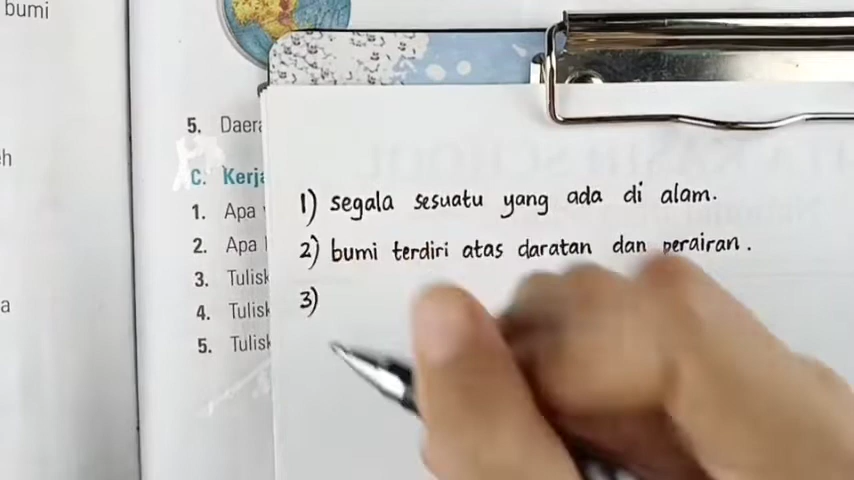 bumi
h
a
5. Daera
C. Kerja
1. Apa
2. Apa
3. Tulisk
4. Tulisk
5. Tulisk
1) segala sesuatu yang ada di alam.
2) bumi terdiri atas daratan dan perairan.
3)